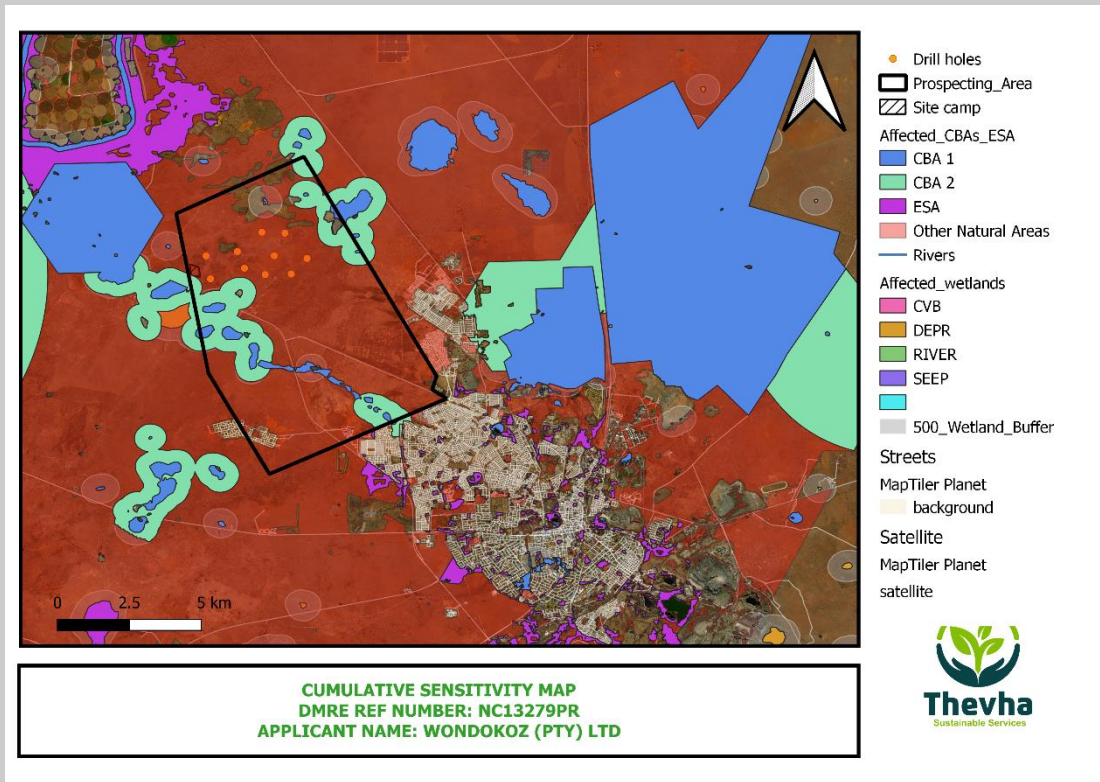 Drill holes
Prospecting_Area
Site camp
Affected_CBAs_ESA
CBA 1
CBA 2
ESA
Other Natural Areas
Rivers
Affected_wetlands
CVB
DEPR
RIVER
SEEP
500_Wetland_Buffer
Streets
MapTiler Planet
background
Satellite
MapTiler Planet
satellite
0 2.5 5 km
CUMULATIVE SENSITIVITY MAP
DMRE REF NUMBER: NC13279PR
APPLICANT NAME: WONDOKOZ (PTY) LTD
Thevha
Sustainable Services